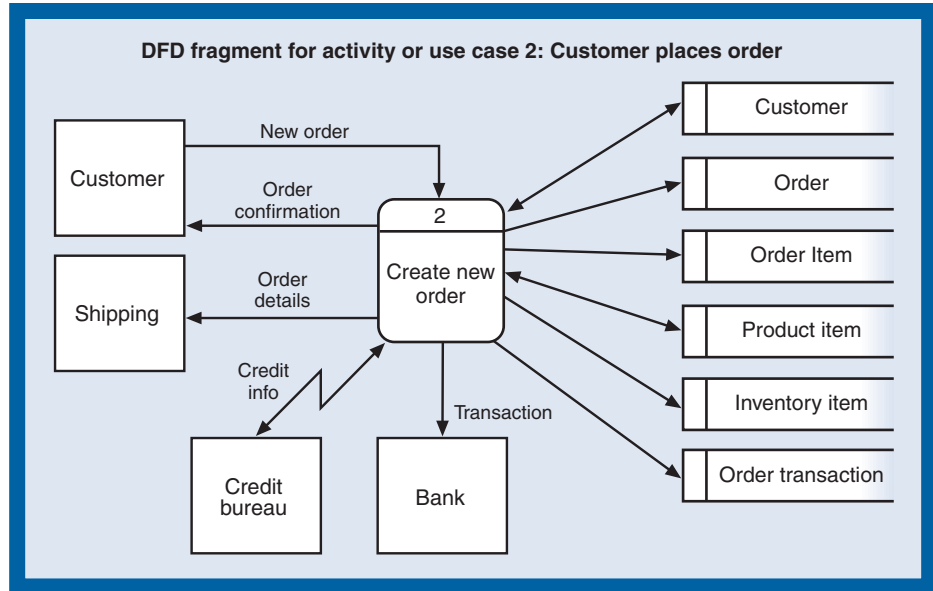 DFD fragment for activity or use case 2: Customer places order
Customer
New order
Order
confirmation
Shipping
Order
details
2
Create new
order
Credit
info
Transaction
Credit
bureau
Bank
Customer
Order
Order Item
Product item
Inventory item
Order transaction